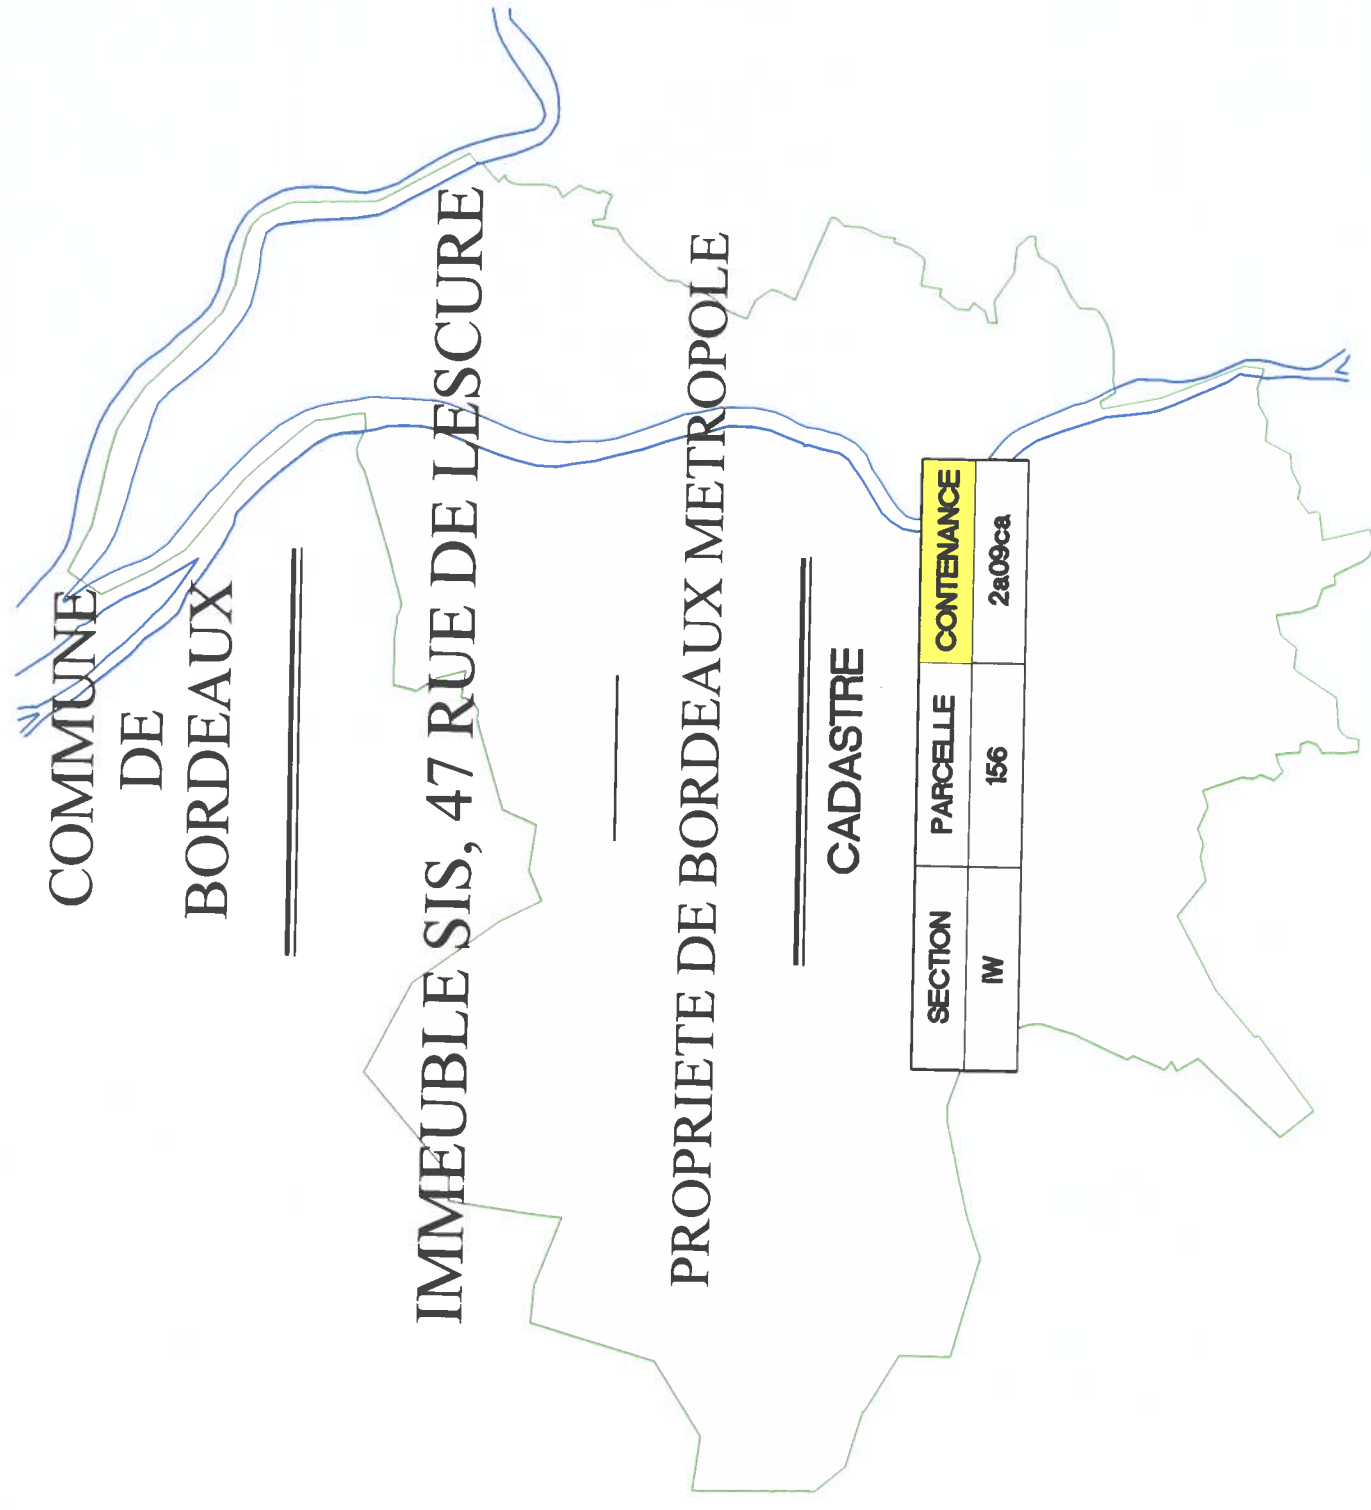 COMMUNE
DE
BORDEAUX
IMMEUBLE SIS, 47 RUE DE LESCURE
PROPRIETE DE BORDEAUX METROPOLE
CADASTRE
SECTION PARCELLE CONTENANCE
IW 156 2a09ca